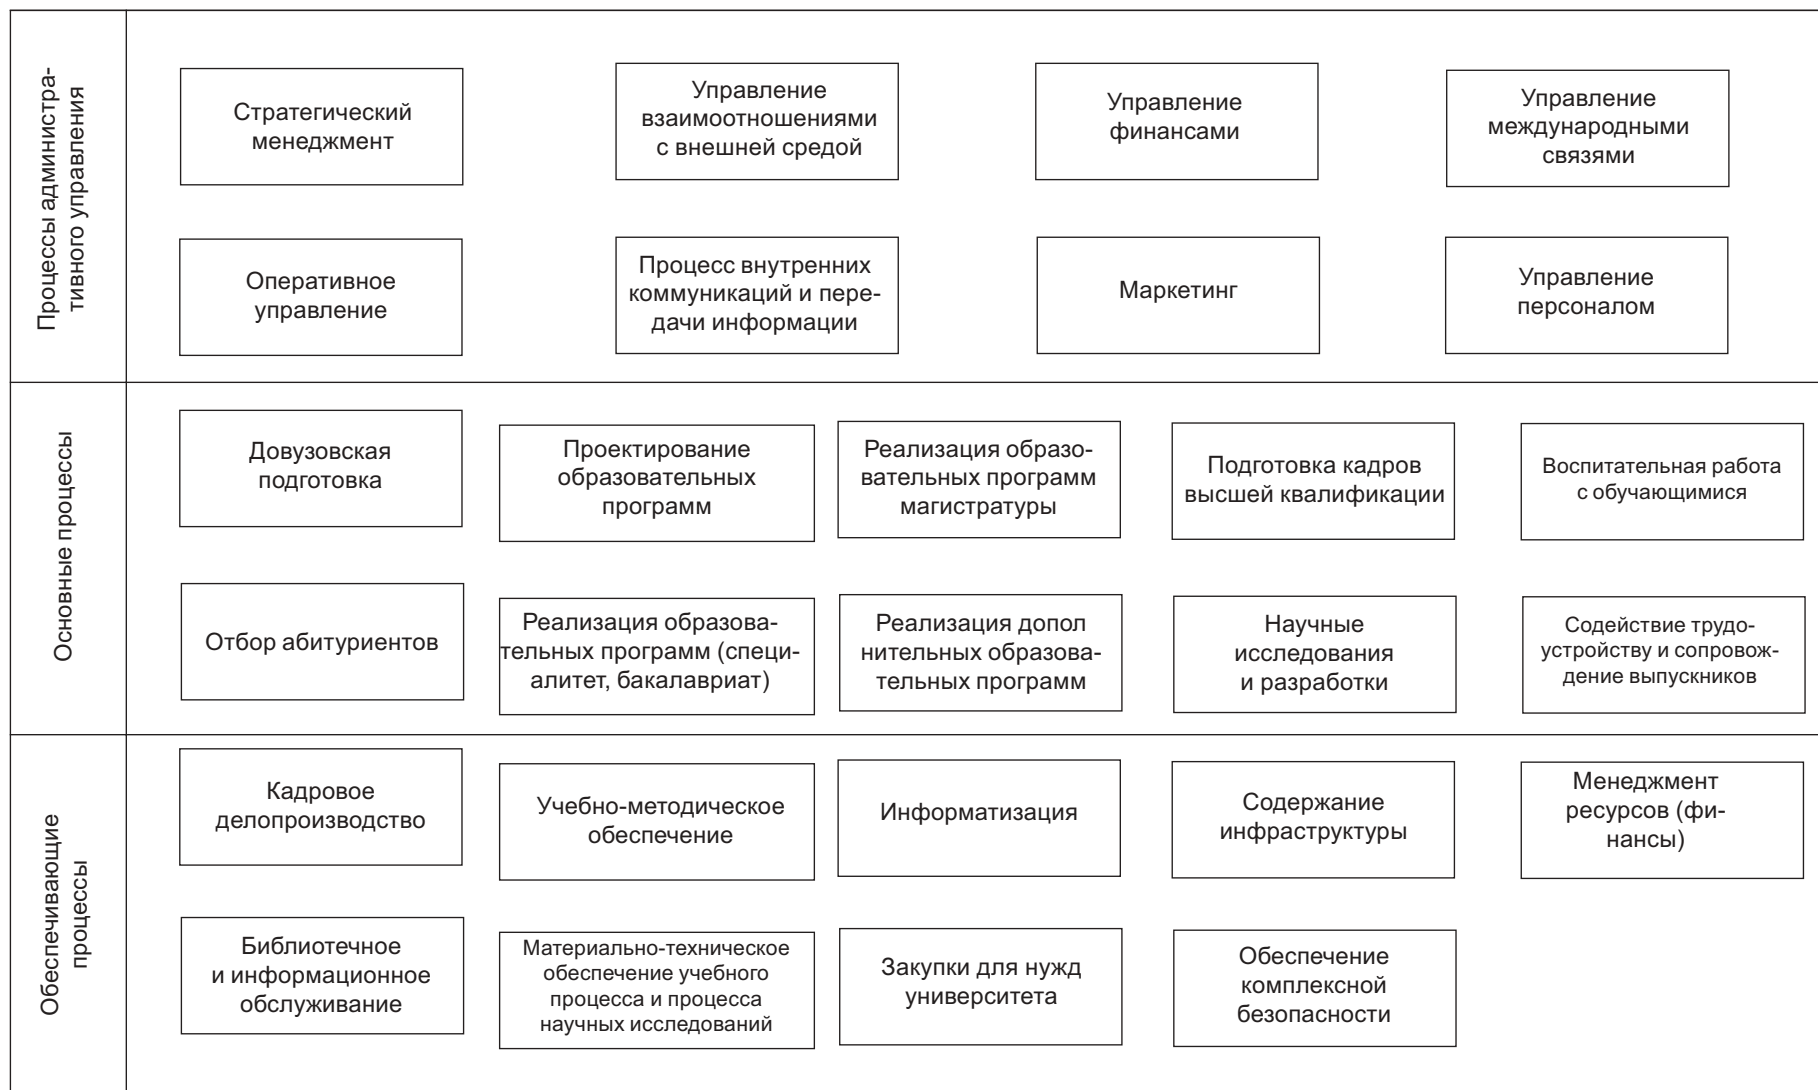 Процессы администра-
тивного управления
Стратегический
менеджмент
Управление
взаимоотношениями
с внешней средой
Управление
финансами
Управление
международными
связями
Оперативное
управление
Процесс внутренних
коммуникаций и пере-
дачи информации
Маркетинг
Управление
персоналом
Основные процессы
Довузовская
подготовка
Проектирование
образовательных
программ
Реализация образо-
вательных программ
магистратуры
Подготовка кадров
высшей квалификации
Воспитательная работа
с обучающимися
Отбор абитуриентов
Реализация образова-
тельных программ (специ-
алитет, бакалавриат)
Реализация допол
нительных образова-
тельных программ
Научные
исследования
и разработки
Содействие трудо-
устройству и сопровож-
дение выпускников
Обеспечивающие
процессы
Кадровое
делопроизводство
Учебно-методическое
обеспечение
Информатизация
Содержание
инфраструктуры
Менеджмент
ресурсов (фи-
нансы)
Библиотечное
и информационное
обслуживание
Материально-техническое
обеспечение учебного
процесса и процесса
научных исследований
Закупки для нужд
университета
Обеспечение
комплексной
безопасности